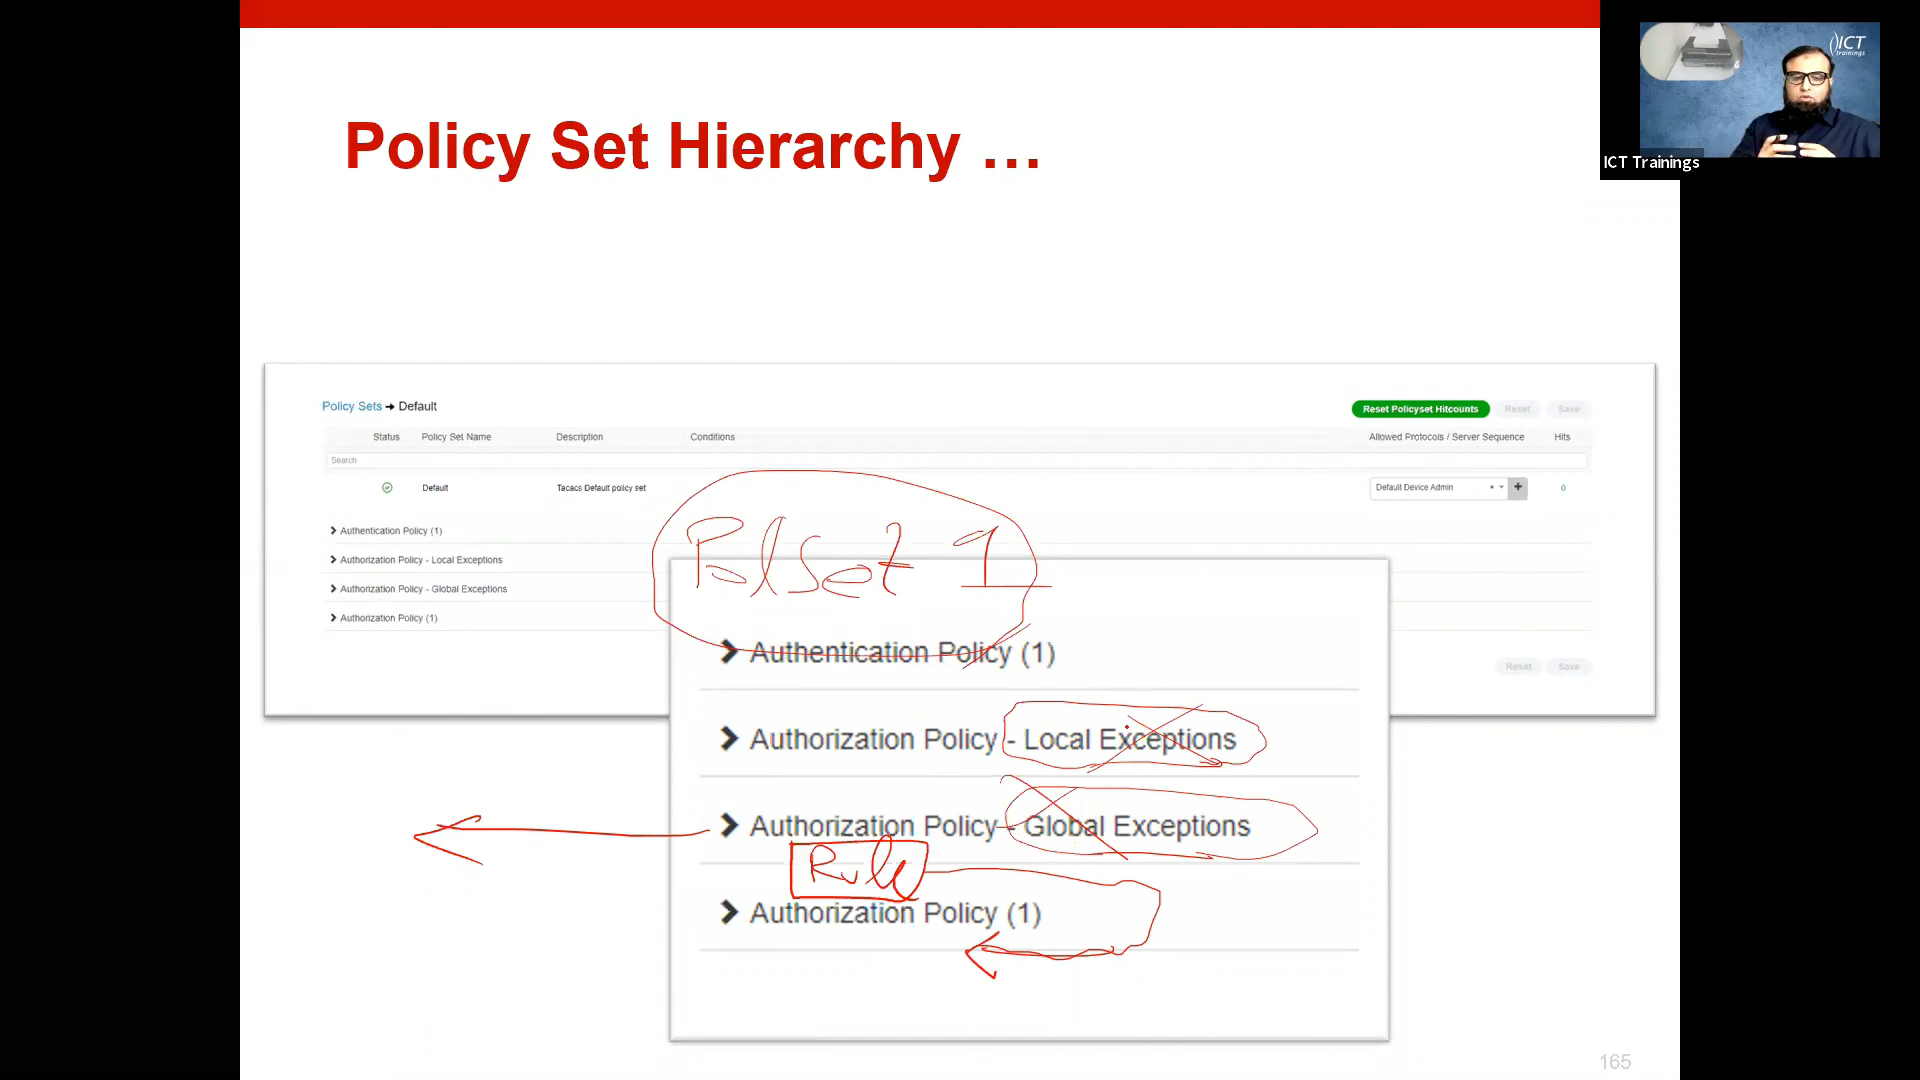 Policy Set Hierarchy ...
ICT
trainings
ICT Trainings
Policy Sets → Default
Reset Policyset Hitcounts Reset Save
Status Policy Set Name Description Conditions Allowed Protocols / Server Sequence Hits
Search
Default Tacacs Default policy set Default Device Admin × + 0
Authentication Policy (1)
Authorization Policy - Local Exceptions
Authorization Policy - Global Exceptions
Authorization Policy (1)
Reset Save
PolSet 1
Authentication Policy (1)
Authorization Policy - Local Exceptions
Authorization Policy - Global Exceptions
Rule
Authorization Policy (1)
165